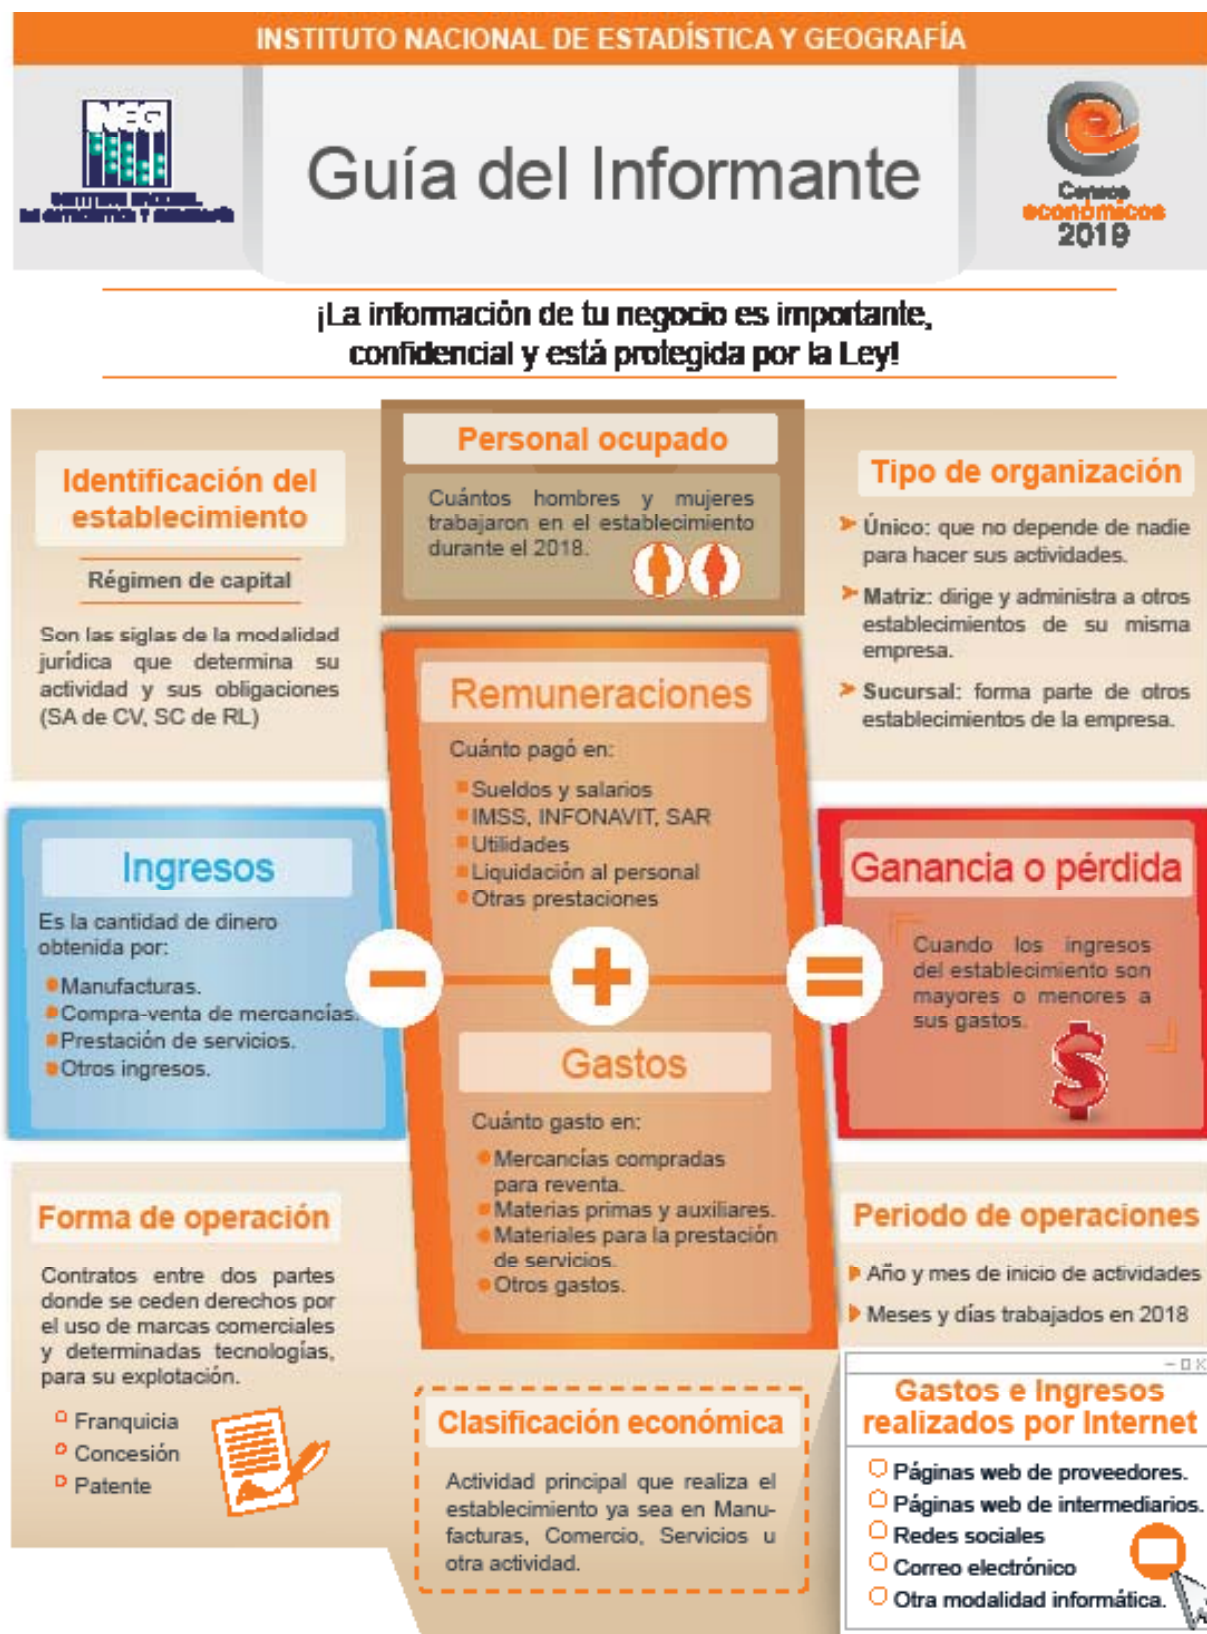 INSTITUTO NACIONAL DE ESTADÍSTICA Y GEOGRAFÍA
INEGI
INSTITUTO NACIONAL
DE ESTADÍSTICA Y GEOGRAFÍA
Guía del Informante
Censos
económicos
2019
¡La información de tu negocio es importante,
confidencial y está protegida por la Ley!
Identificación del
establecimiento
Régimen de capital
Son las siglas de la modalidad
jurídica que determina su
actividad y sus obligaciones
(SA de CV, SC de RL)
Personal ocupado
Cuántos hombres y mujeres
trabajaron en el establecimiento
durante el 2018.
Tipo de organización
Único: que no depende de nadie
para hacer sus actividades.
Matriz: dirige y administra a otros
establecimientos de su misma
empresa.
Sucursal: forma parte de otros
establecimientos de la empresa.
Ingresos
Es la cantidad de dinero
obtenida por:
Manufacturas.
Compra-venta de mercancías.
Prestación de servicios.
Otros ingresos.
−
Remuneraciones
Cuánto pagó en:
Sueldos y salarios
IMSS, INFONAVIT, SAR
Utilidades
Liquidación al personal
Otras prestaciones
+
Gastos
Cuánto gasto en:
Mercancías compradas
para reventa.
Materias primas y auxiliares.
Materiales para la prestación
de servicios.
Otros gastos.
=
Ganancia o pérdida
Cuando los ingresos
del establecimiento son
mayores o menores a
sus gastos.
$
Forma de operación
Contratos entre dos partes
donde se ceden derechos por
el uso de marcas comerciales
y determinadas tecnologías,
para su explotación.
Franquicia
Concesión
Patente
Clasificación económica
Actividad principal que realiza el
establecimiento ya sea en Manu-
facturas, Comercio, Servicios u
otra actividad.
Periodo de operaciones
Año y mes de inicio de actividades
Meses y días trabajados en 2018
Gastos e Ingresos
realizados por Internet
Páginas web de proveedores.
Páginas web de intermediarios.
Redes sociales
Correo electrónico
Otra modalidad informática.